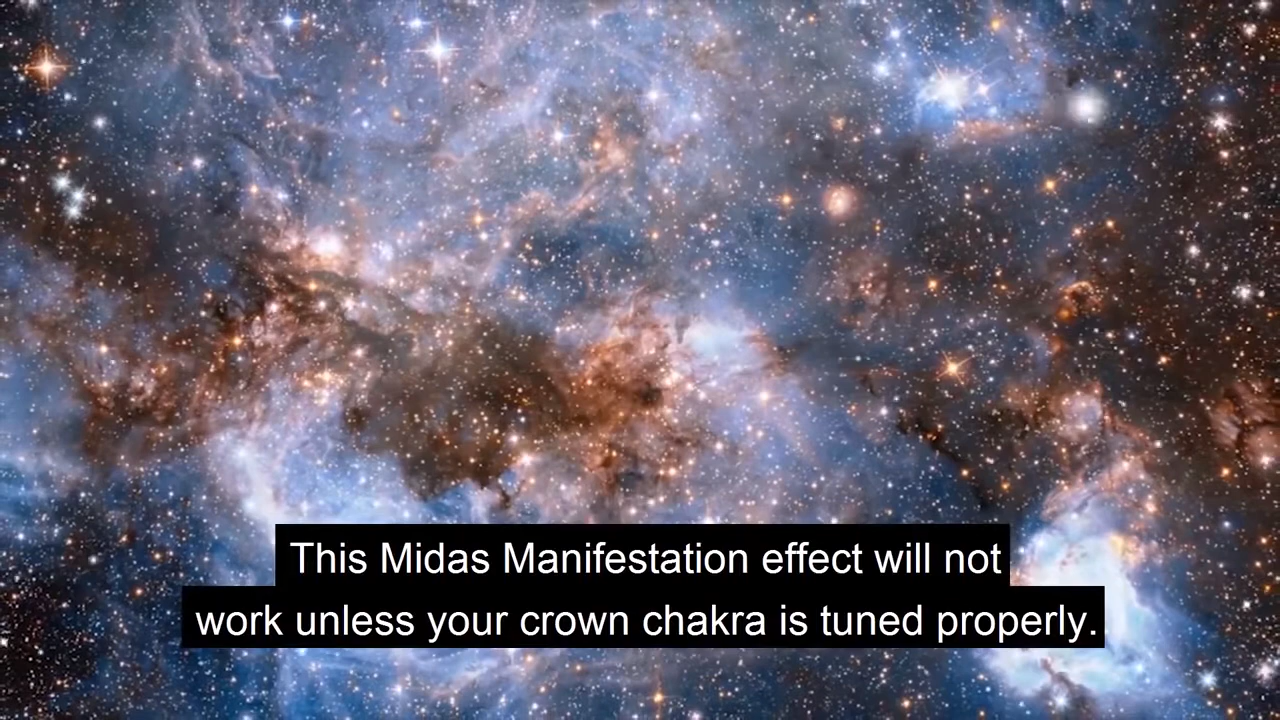 This Midas Manifestation effect will not
work unless your crown chakra is tuned properly.